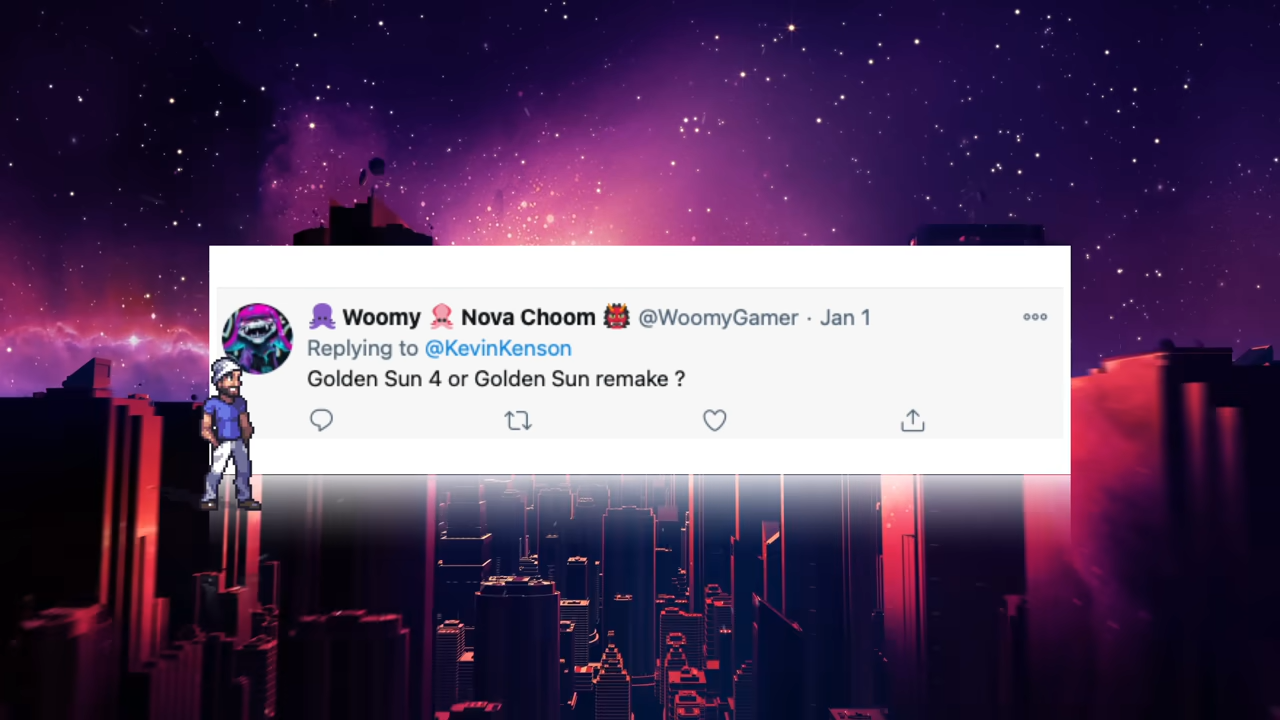 🐙 Woomy 🦑 Nova Choom 👹 @WoomyGamer · Jan 1
Replying to @KevinKenson
Golden Sun 4 or Golden Sun remake ?